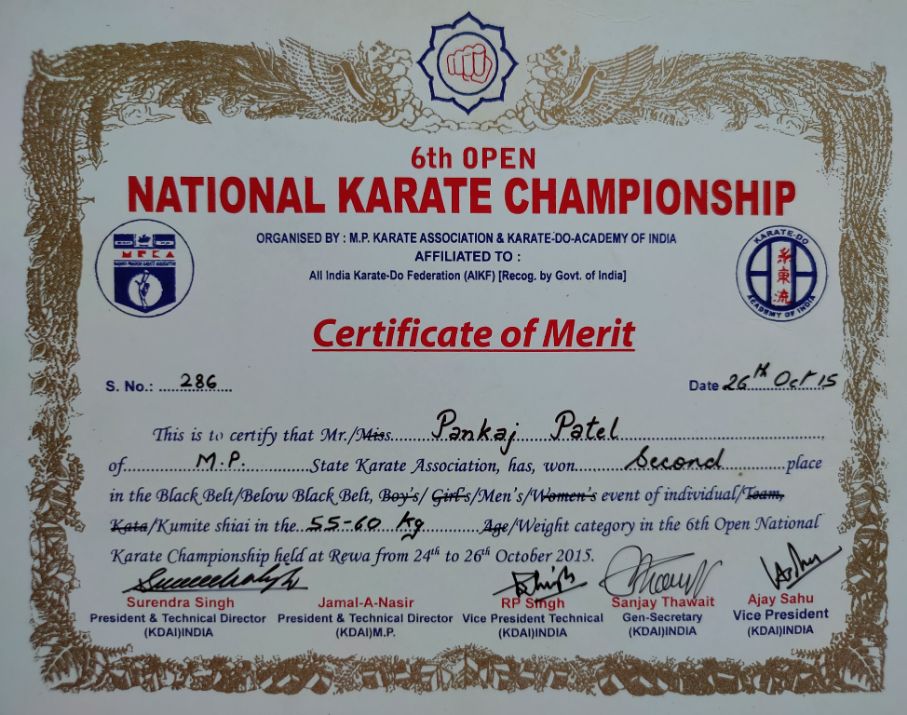 6th OPEN
NATIONAL KARATE CHAMPIONSHIP
ORGANISED BY : M.P. KARATE ASSOCIATION & KARATE-DO-ACADEMY OF INDIA
AFFILIATED TO :
All India Karate-Do Federation (AIKF) [Recog. by Govt. of India]
MPKA
KARATE-DO
糸東流
ACADEMY OF INDIA
Certificate of Merit
S. No.: 286
Date 26th Oct 15
This is to certify that Mr./Miss Pankaj Patel
of M.P. State Karate Association, has, won Second place
in the Black Belt/Below Black Belt, Boy's/ Girl's/Men's/Women's event of individual/Team,
Kata/Kumite shiai in the 55-60 Kg Age/Weight category in the 6th Open National
Karate Championship held at Rewa from 24th to 26th October 2015.
Surendra Singh
President & Technical Director
(KDAI)INDIA
Jamal-A-Nasir
President & Technical Director
(KDAI)M.P.
RP Singh
Vice President Technical
(KDAI)INDIA
Sanjay Thawait
Gen-Secretary
(KDAI)INDIA
Ajay Sahu
Vice President
(KDAI)INDIA